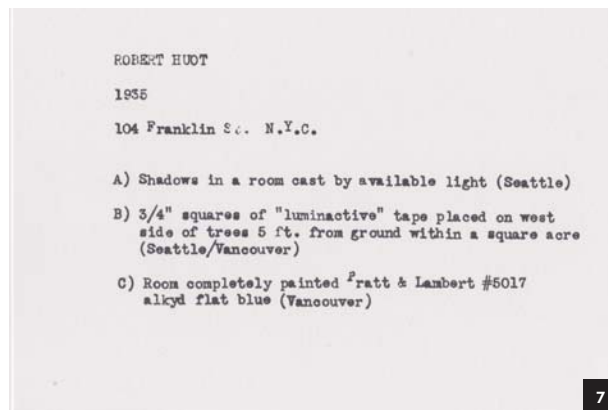 ROBERT HUOT
1935
104 Franklin St. N.Y.C.
A) Shadows in a room cast by available light (Seattle)
B) 3/4" squares of "luminactive" tape placed on west
side of trees 5 ft. from ground within a square acre
(Seattle/Vancouver)
C) Room completely painted Pratt & Lambert #5017
alkyd flat blue (Vancouver)
7